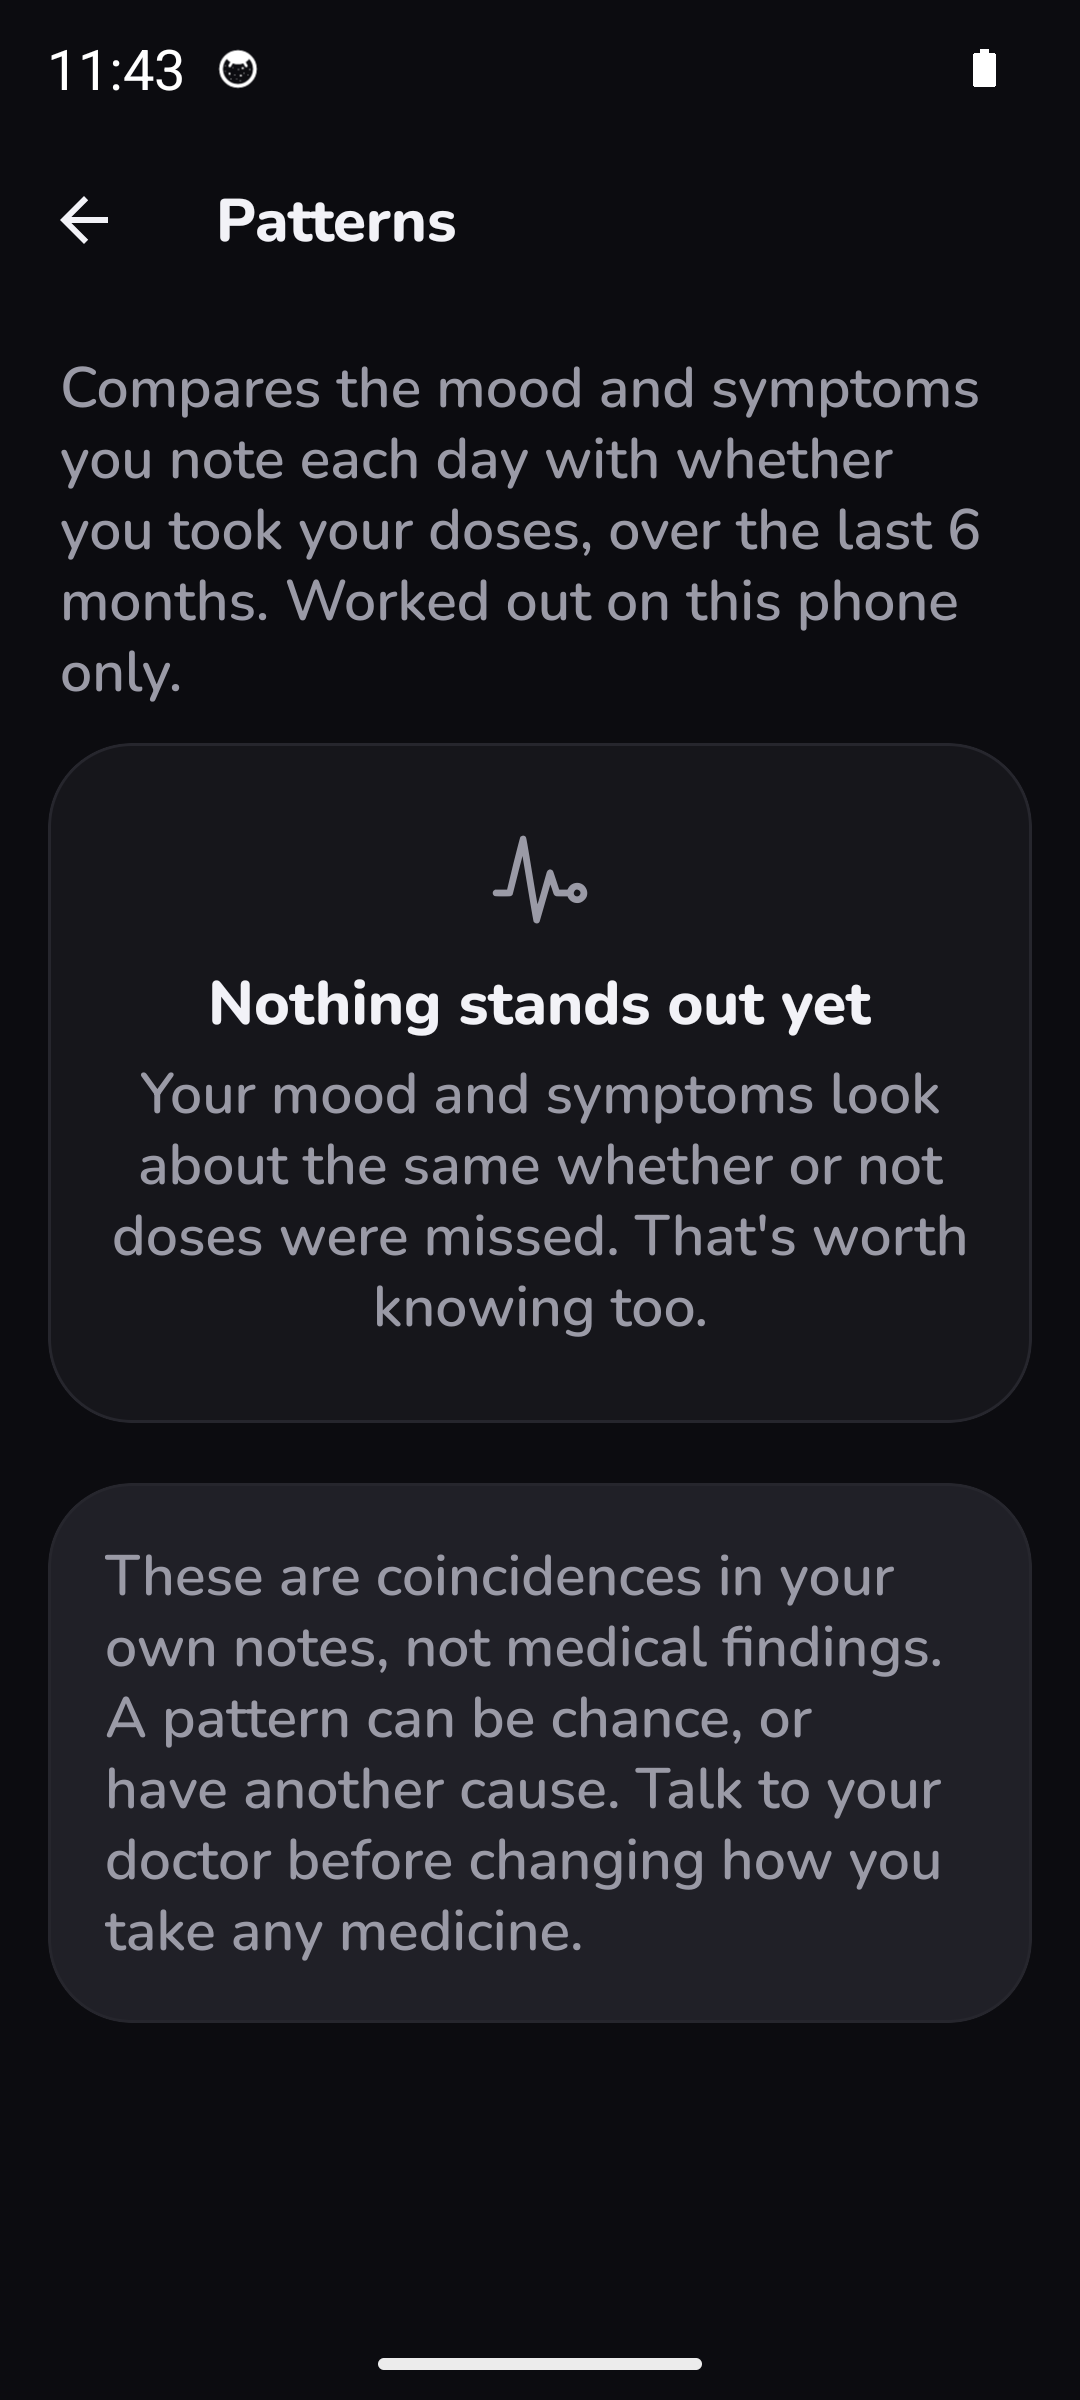 11:43
Patterns
Compares the mood and symptoms
you note each day with whether
you took your doses, over the last 6
months. Worked out on this phone
only.
Nothing stands out yet
Your mood and symptoms look
about the same whether or not
doses were missed. That's worth
knowing too.
These are coincidences in your
own notes, not medical findings.
A pattern can be chance, or
have another cause. Talk to your
doctor before changing how you
take any medicine.